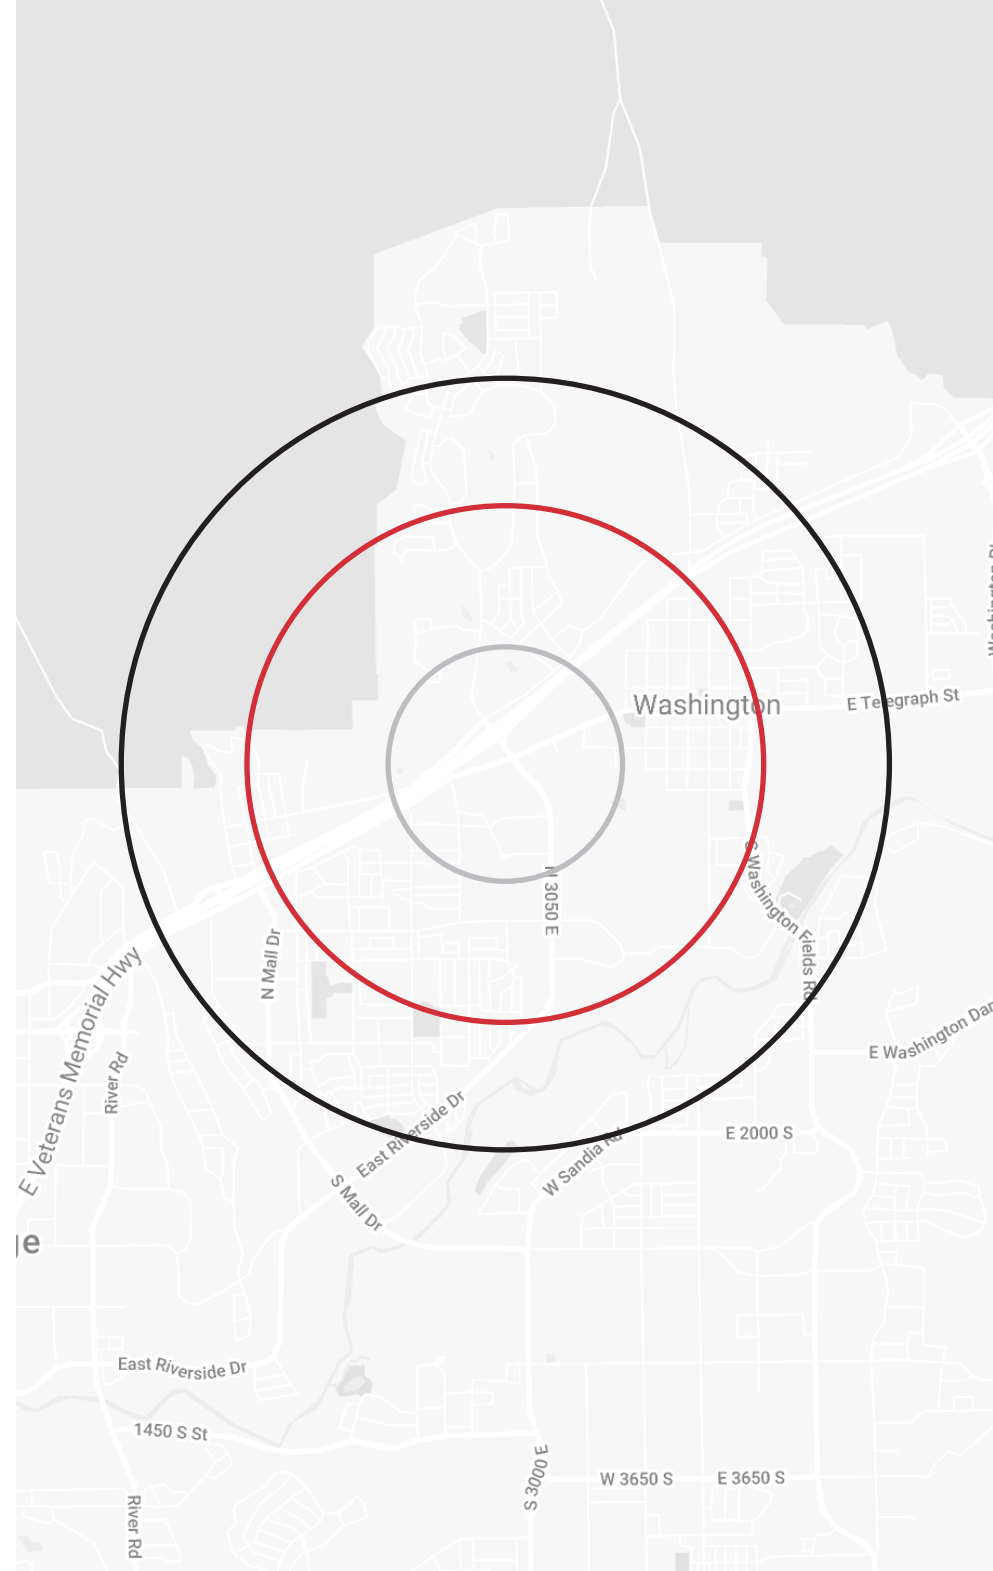 Washington
E Telegraph St
N Mall Dr
S Washington Fields Rd
E Veterans Memorial Hwy
River Rd
E Washington Dam
East Riverside Dr
W Sandia Rd
E 2000 S
S Mall Dr
East Riverside Dr
1450 S St
S 3000 E
W 3650 S
E 3650 S
River Rd
3050 E